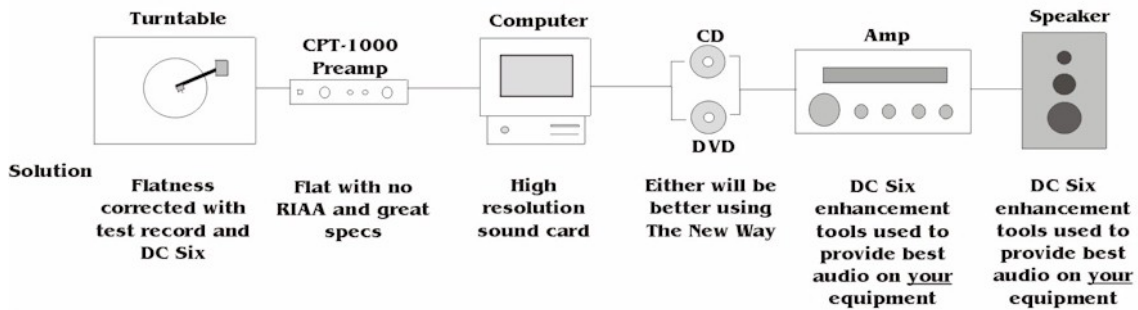 Turntable
CPT-1000
Preamp
Computer
CD
DVD
Amp
Speaker
Solution
Flatness
corrected with
test record and
DC Six
Flat with no
RIAA and great
specs
High
resolution
sound card
Either will be
better using
The New Way
DC Six
enhancement
tools used to
provide best
audio on your
equipment
DC Six
enhancement
tools used to
provide best
audio on your
equipment